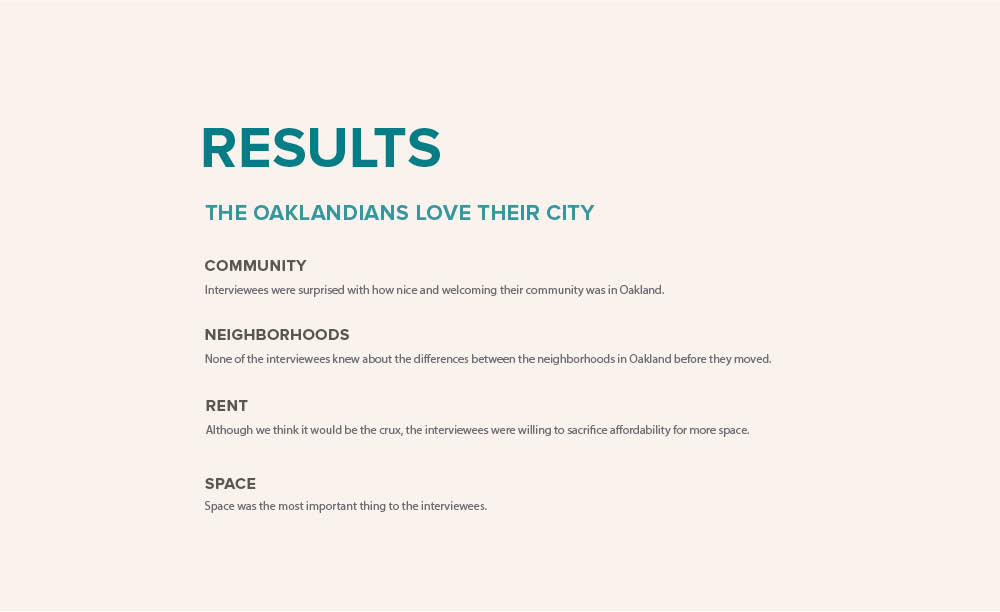 RESULTS
THE OAKLANDIANS LOVE THEIR CITY
COMMUNITY
Interviewees were surprised with how nice and welcoming their community was in Oakland.
NEIGHBORHOODS
None of the interviewees knew about the differences between the neighborhoods in Oakland before they moved.
RENT
Although we think it would be the crux, the interviewees were willing to sacrifice affordability for more space.
SPACE
Space was the most important thing to the interviewees.